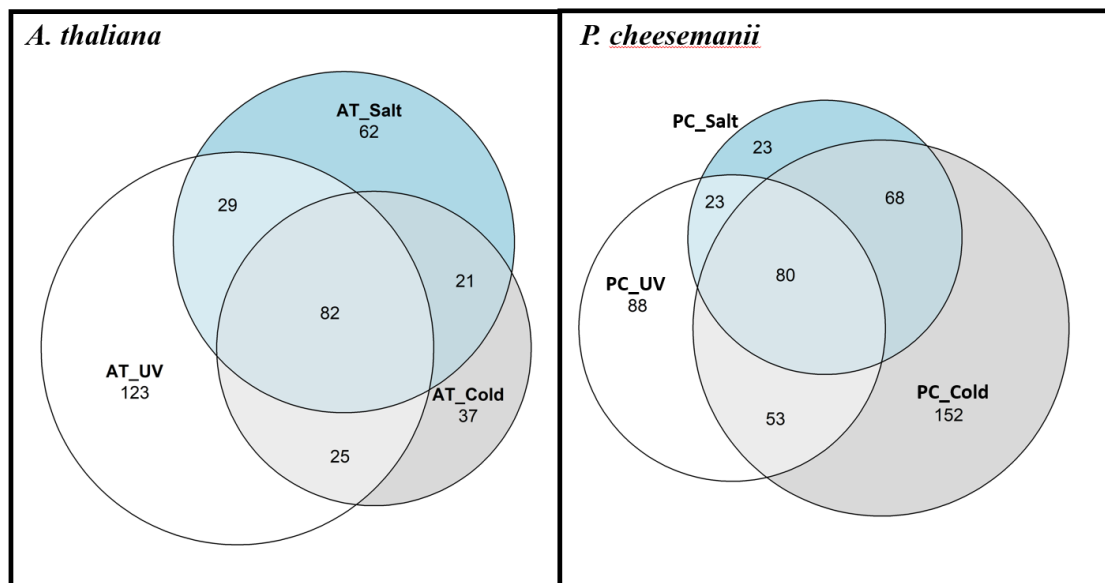 A. thaliana
AT_Salt
62
29
21
82
AT_UV
123
AT_Cold
37
25
P. cheesemanii
PC_Salt
23
23
68
PC_UV
88
80
PC_Cold
152
53